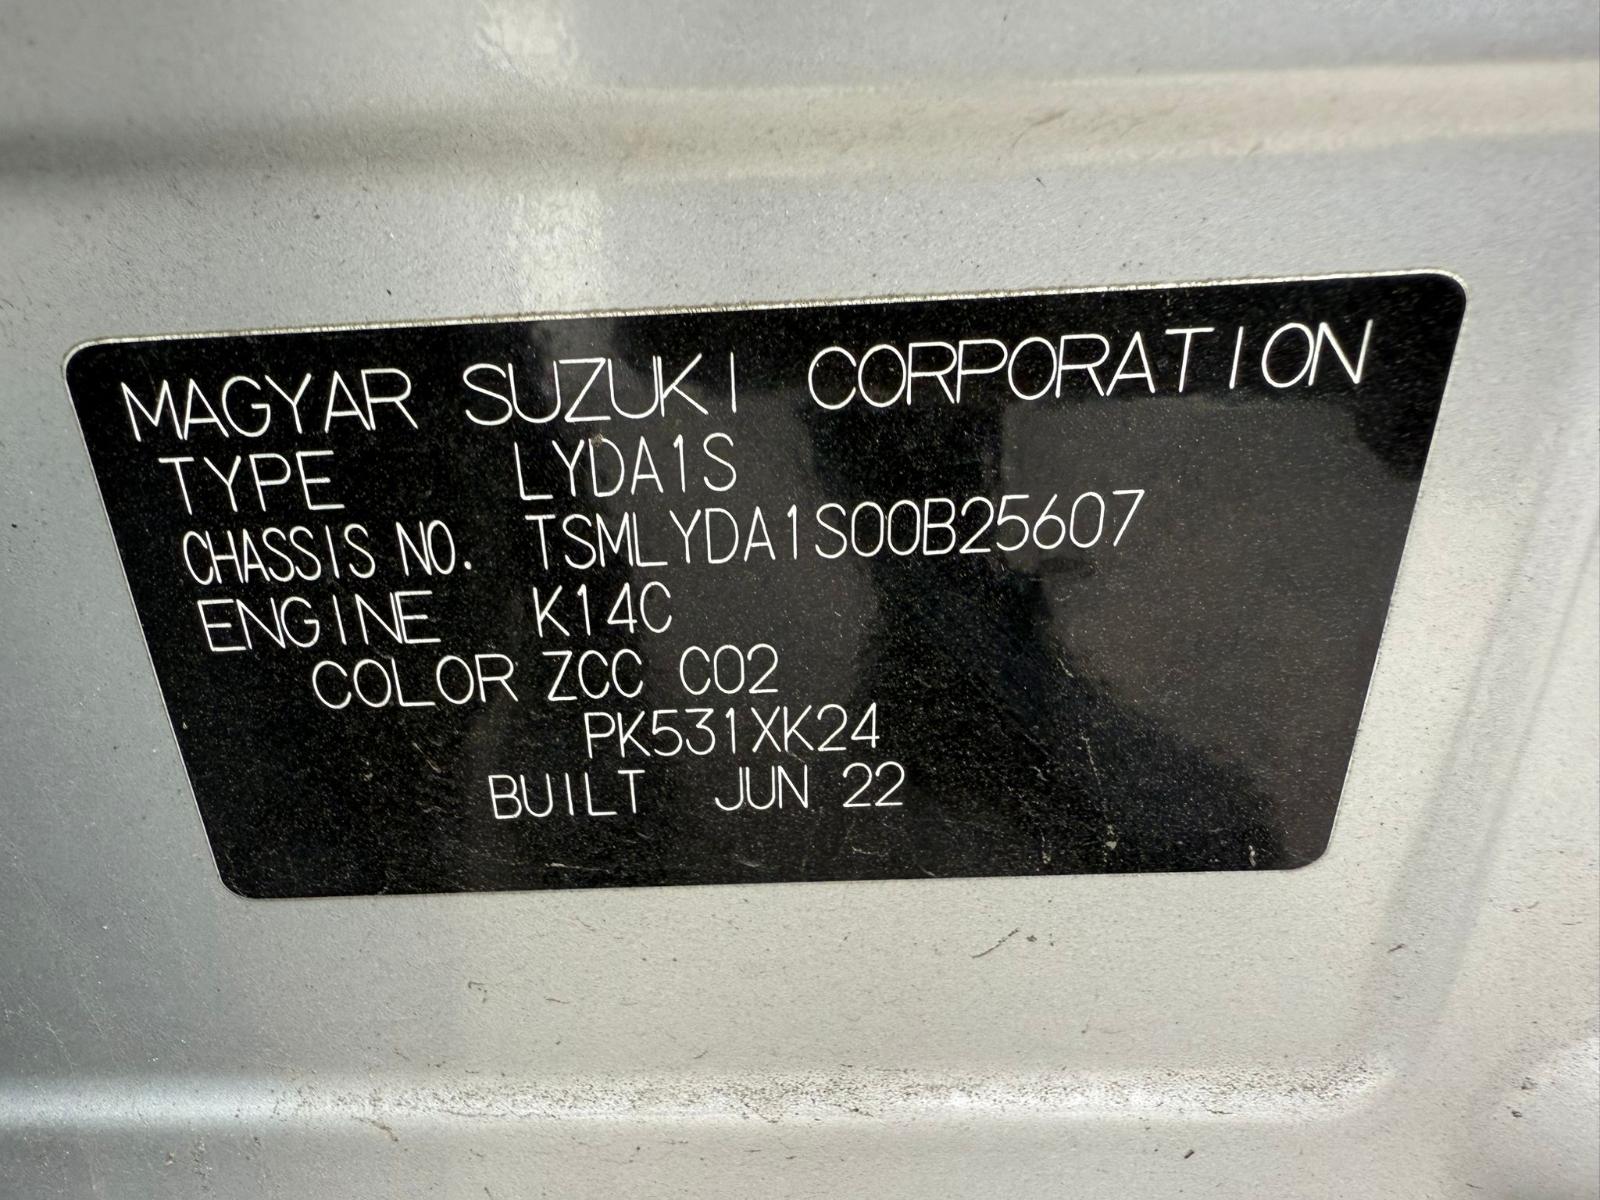 MAGYAR SUZUKI CORPORATION
TYPE LYDA1S
CHASSIS NO. TSMLYDA1S00B25607
ENGINE K14C
COLOR ZCC C02
PK531XK24
BUILT JUN 22